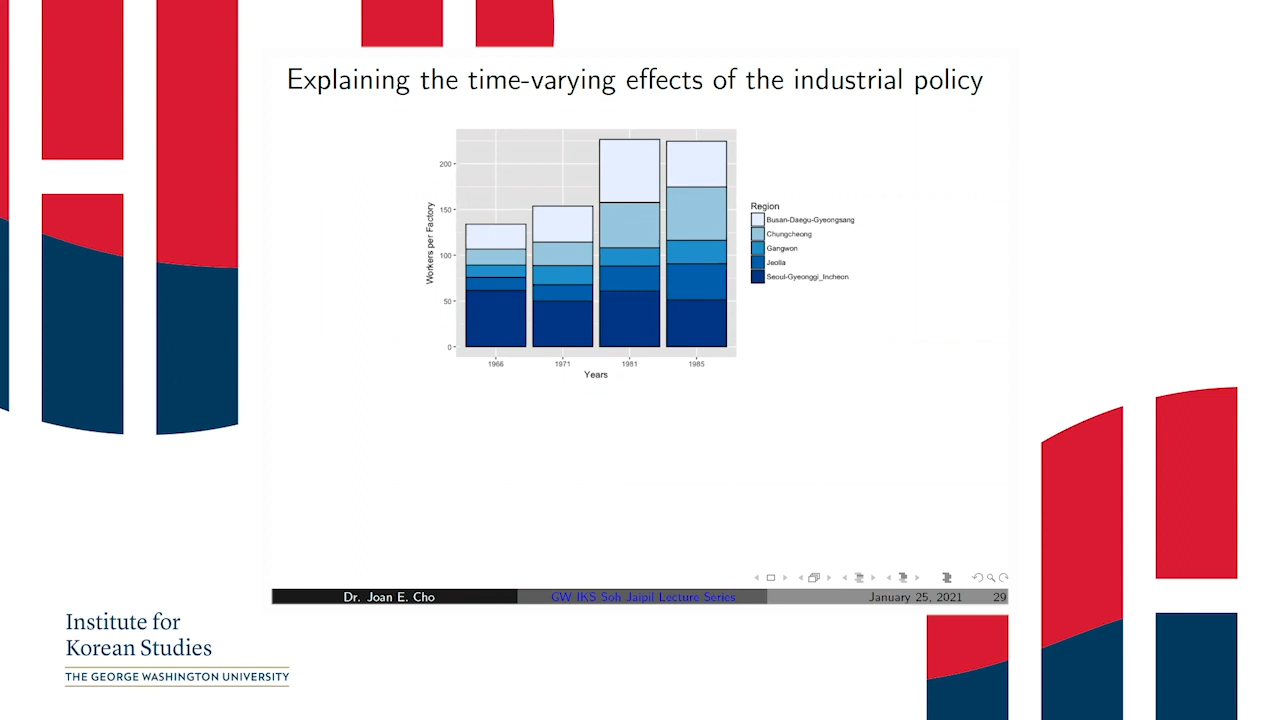 Explaining the time-varying effects of the industrial policy
200
150
100
50
0
Workers per Factory
1966 1971 1981 1985
Years
Region
Busan-Daegu-Gyeongsang
Chungcheong
Gangwon
Jeolla
Seoul-Gyeonggi_Incheon
Dr. Joan E. Cho GW IKS Soh Jaipil Lecture Series January 25, 2021 29
Institute for
Korean Studies
THE GEORGE WASHINGTON UNIVERSITY